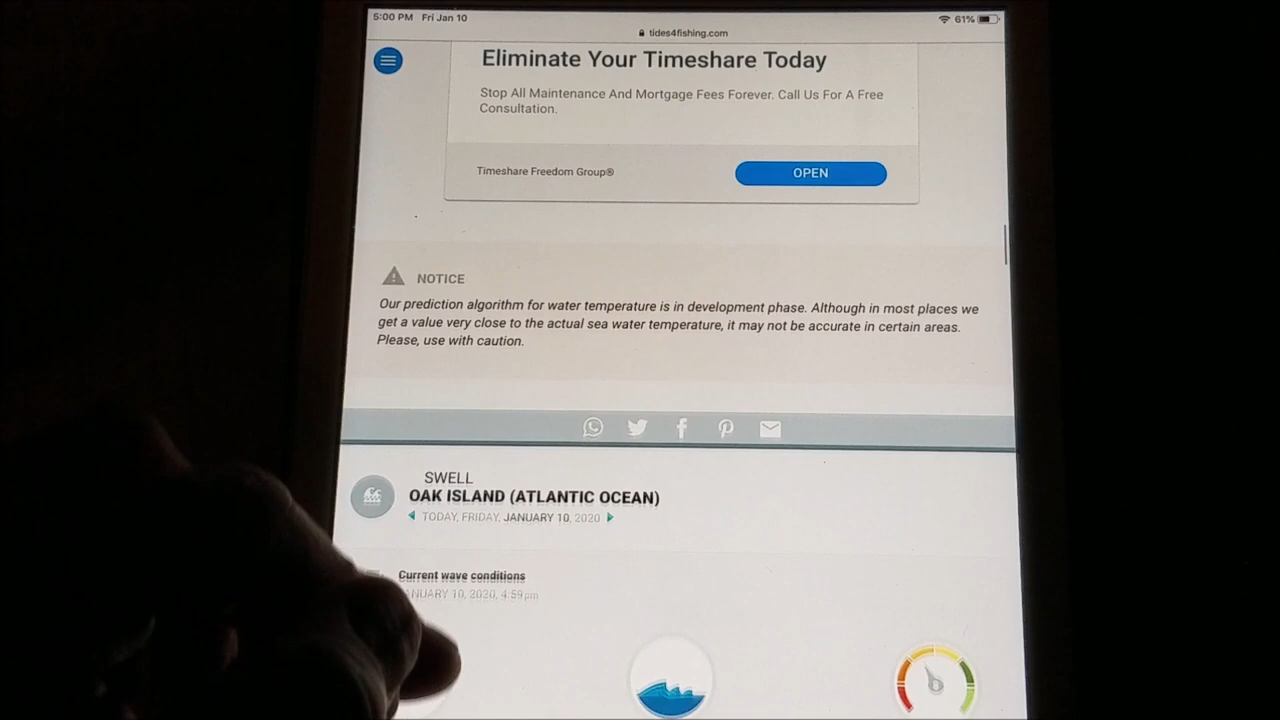 5:00 PM Fri Jan 10
61%
tides4fishing.com
Eliminate Your Timeshare Today
Stop All Maintenance And Mortgage Fees Forever. Call Us For A Free
Consultation.
Timeshare Freedom Group®
OPEN
NOTICE
Our prediction algorithm for water temperature is in development phase. Although in most places we
get a value very close to the actual sea water temperature, it may not be accurate in certain areas.
Please, use with caution.
SWELL
OAK ISLAND (ATLANTIC OCEAN)
TODAY, FRIDAY, JANUARY 10, 2020
Current wave conditions
ANUARY 10, 2020, 4:59pm